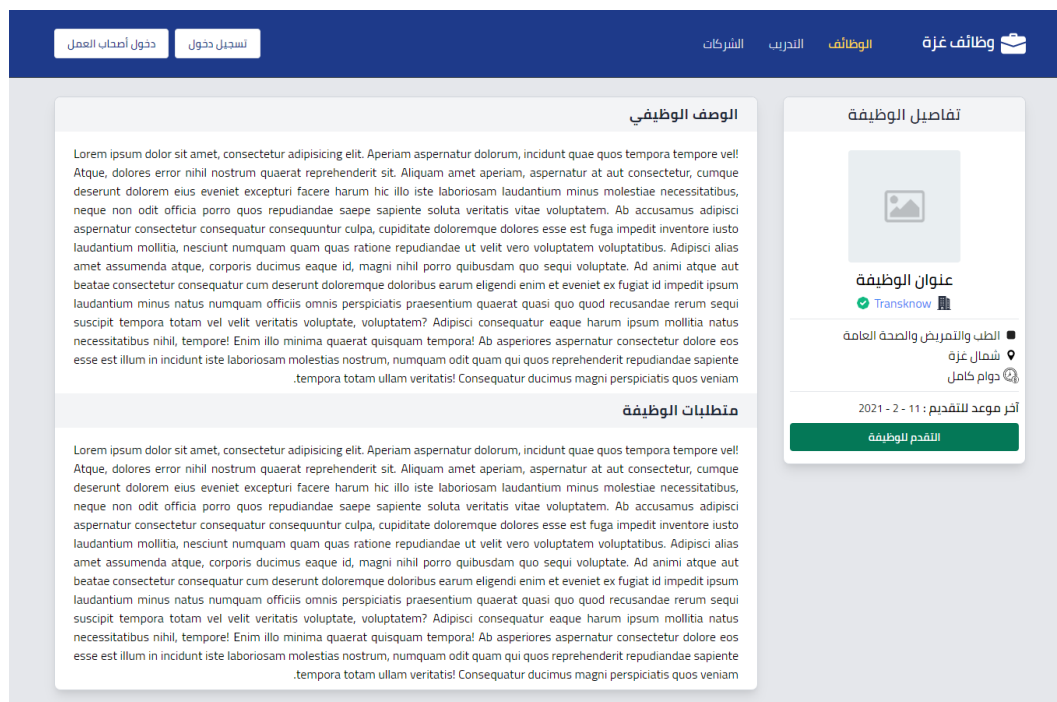 وظائف غزة
الوظائف
التدريب
الشركات
تسجيل دخول
دخول أصحاب العمل
تفاصيل الوظيفة
عنوان الوظيفة
Transknow
الطب والتمريض والصحة العامة
شمال غزة
دوام كامل
آخر موعد للتقديم : 11 - 2 - 2021
التقدم للوظيفة
الوصف الوظيفي
Lorem ipsum dolor sit amet, consectetur adipisicing elit. Aperiam aspernatur dolorum, incidunt quae quos tempora tempore vel!
Atque, dolores error nihil nostrum quaerat reprehenderit sit. Aliquam amet aperiam, aspernatur at aut consectetur, cumque
deserunt dolorem eius eveniet excepturi facere harum hic illo iste laboriosam laudantium minus molestiae necessitatibus,
neque non odit officia porro quos repudiandae saepe sapiente soluta veritatis vitae voluptatem. Ab accusamus adipisci
aspernatur consectetur consequatur consequuntur culpa, cupiditate doloremque dolores esse est fuga impedit inventore iusto
laudantium mollitia, nesciunt numquam quam quas ratione repudiandae ut velit vero voluptatem voluptatibus. Adipisci alias
amet assumenda atque, corporis ducimus eaque id, magni nihil porro quibusdam quo sequi voluptate. Ad animi atque aut
beatae consectetur consequatur cum deserunt doloremque doloribus earum eligendi enim et eveniet ex fugiat id impedit ipsum
laudantium minus natus numquam officiis omnis perspiciatis praesentium quaerat quasi quo quod recusandae rerum sequi
suscipit tempora totam vel velit veritatis voluptate, voluptatem? Adipisci consequatur eaque harum ipsum mollitia natus
necessitatibus nihil, tempore! Enim illo minima quaerat quisquam tempora! Ab asperiores aspernatur consectetur dolore eos
esse est illum in incidunt iste laboriosam molestias nostrum, numquam odit quam qui quos reprehenderit repudiandae sapiente
.tempora totam ullam veritatis! Consequatur ducimus magni perspiciatis quos veniam
متطلبات الوظيفة
Lorem ipsum dolor sit amet, consectetur adipisicing elit. Aperiam aspernatur dolorum, incidunt quae quos tempora tempore vel!
Atque, dolores error nihil nostrum quaerat reprehenderit sit. Aliquam amet aperiam, aspernatur at aut consectetur, cumque
deserunt dolorem eius eveniet excepturi facere harum hic illo iste laboriosam laudantium minus molestiae necessitatibus,
neque non odit officia porro quos repudiandae saepe sapiente soluta veritatis vitae voluptatem. Ab accusamus adipisci
aspernatur consectetur consequatur consequuntur culpa, cupiditate doloremque dolores esse est fuga impedit inventore iusto
laudantium mollitia, nesciunt numquam quam quas ratione repudiandae ut velit vero voluptatem voluptatibus. Adipisci alias
amet assumenda atque, corporis ducimus eaque id, magni nihil porro quibusdam quo sequi voluptate. Ad animi atque aut
beatae consectetur consequatur cum deserunt doloremque doloribus earum eligendi enim et eveniet ex fugiat id impedit ipsum
laudantium minus natus numquam officiis omnis perspiciatis praesentium quaerat quasi quo quod recusandae rerum sequi
suscipit tempora totam vel velit veritatis voluptate, voluptatem? Adipisci consequatur eaque harum ipsum mollitia natus
necessitatibus nihil, tempore! Enim illo minima quaerat quisquam tempora! Ab asperiores aspernatur consectetur dolore eos
esse est illum in incidunt iste laboriosam molestias nostrum, numquam odit quam qui quos reprehenderit repudiandae sapiente
.tempora totam ullam veritatis! Consequatur ducimus magni perspiciatis quos veniam